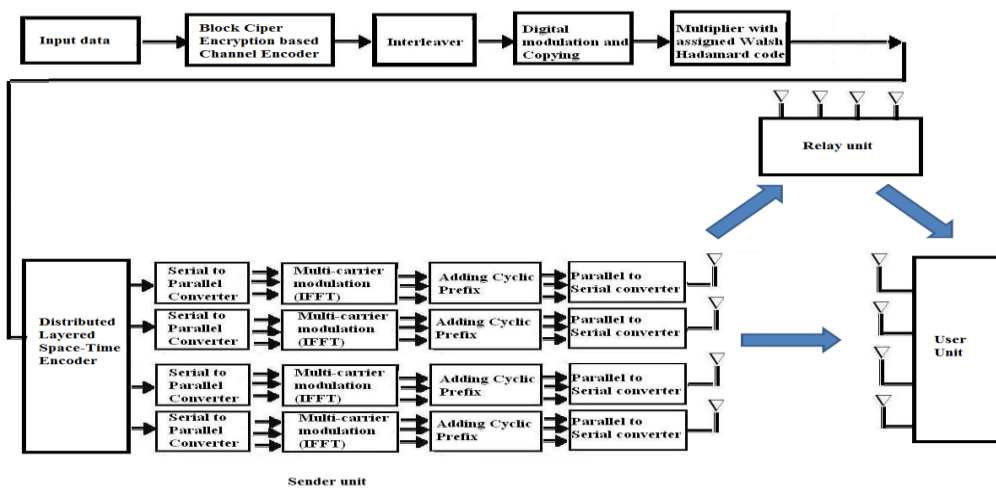 Input data
Block Ciper
Encryption based
Channel Encoder
Interleaver
Digital
modulation and
Copying
Multiplier with
assigned Walsh
Hadamard code
Relay unit
Distributed
Layered
Space-Time
Encoder
Serial to
Parallel
Converter
Multi-carrier
modulation
(IFFT)
Adding Cyclic
Prefix
Parallel to
Serial converter
Serial to
Parallel
Converter
Multi-carrier
modulation
(IFFT)
Adding Cyclic
Prefix
Parallel to
Serial converter
Serial to
Parallel
Converter
Multi-carrier
modulation
(IFFT)
Adding Cyclic
Prefix
Parallel to
Serial converter
Serial to
Parallel
Converter
Multi-carrier
modulation
(IFFT)
Adding Cyclic
Prefix
Parallel to
Serial converter
User
Unit
Sender unit